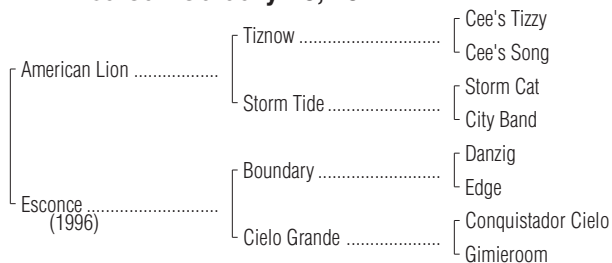 Cee's Tizzy
Tiznow
Cee's Song
American Lion
Storm Cat
Storm Tide
City Band
Danzig
Boundary
Edge
Esconce
(1996)
Conquistador Cielo
Cielo Grande
Gimieroom